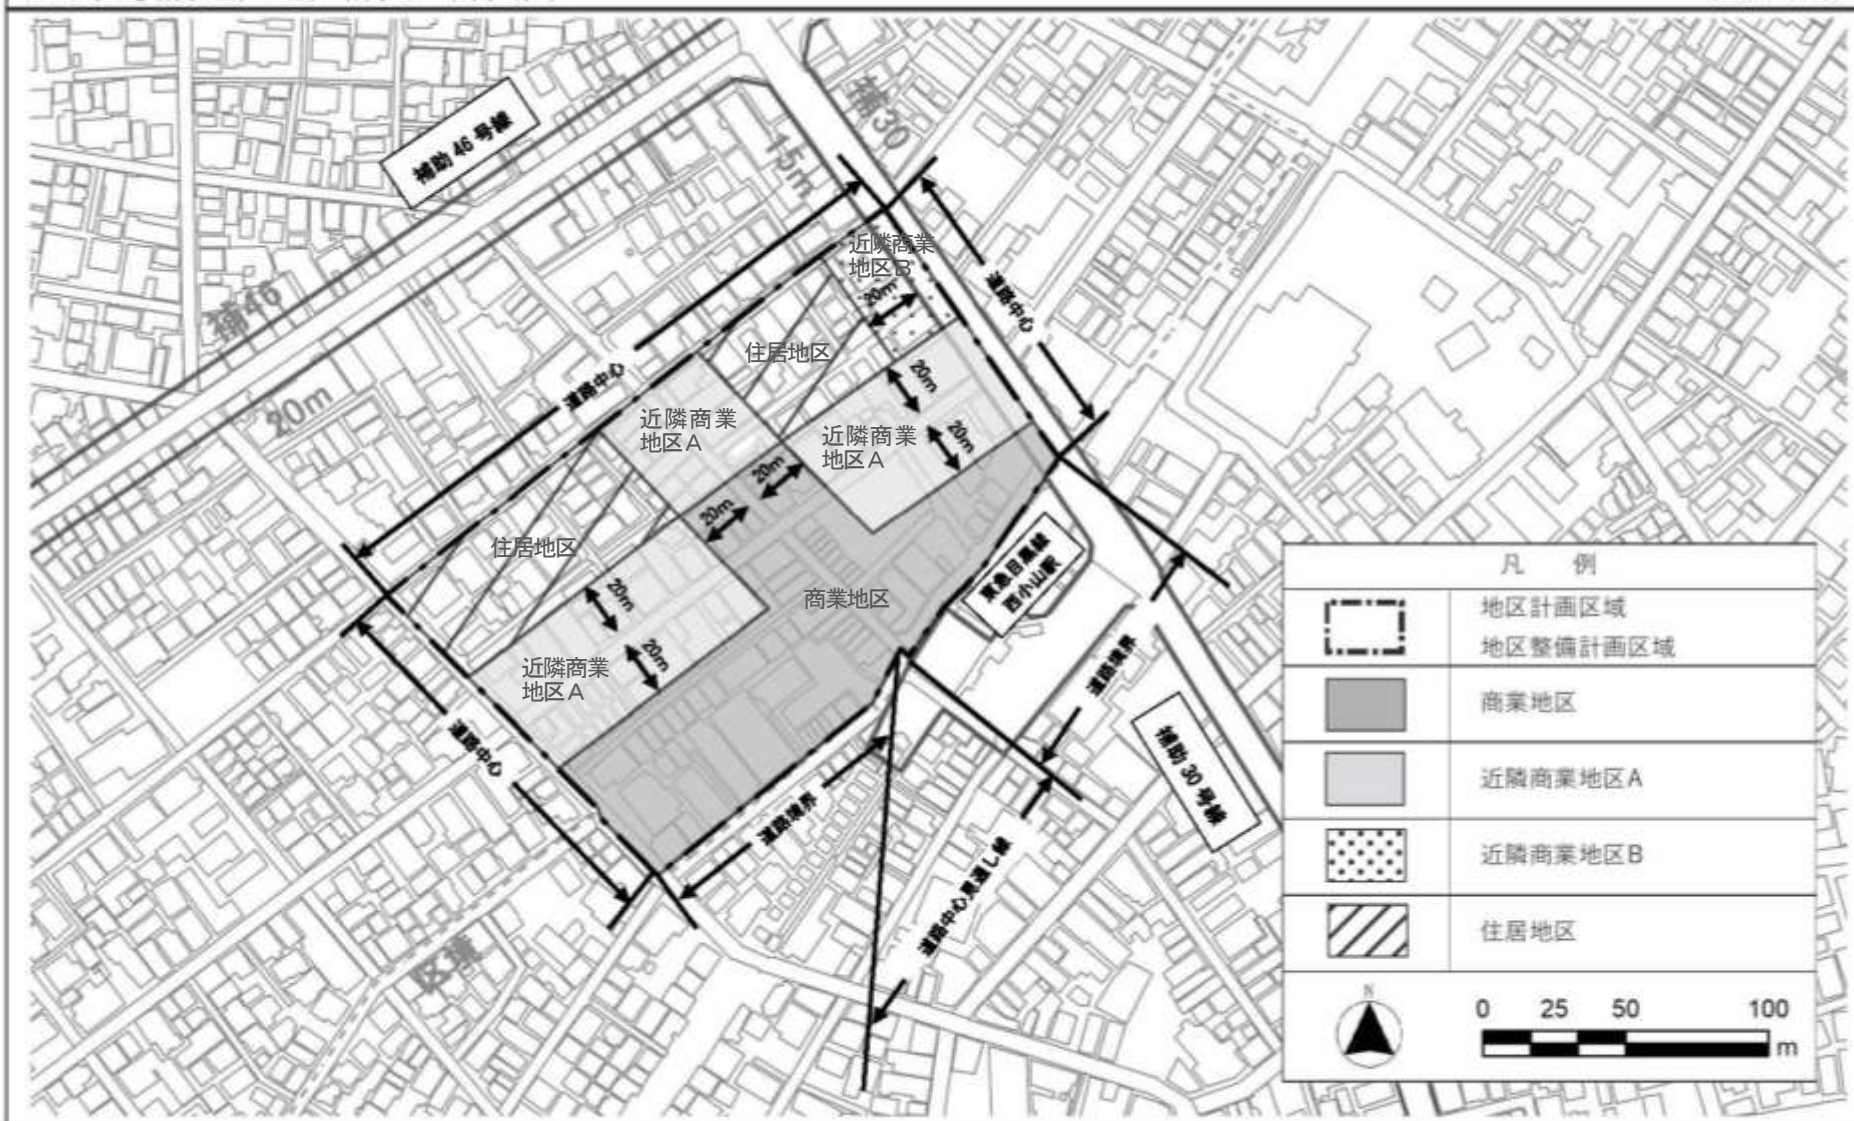 補助 46 号線
補30
15m
補46
20m
道路中心
道路中心
近隣商業
地区B
20m
住居地区
近隣商業
地区A
近隣商業
地区A
20m
20m
20m
20m
住居地区
20m
20m
近隣商業
地区A
商業地区
東急目黒線
西小山駅
道路中心
道路境界
道路境界
補助 30 号線
道路中心見通し線
区境
凡 例
地区計画区域
地区整備計画区域
商業地区
近隣商業地区A
近隣商業地区B
住居地区
N
0 25 50 100
m